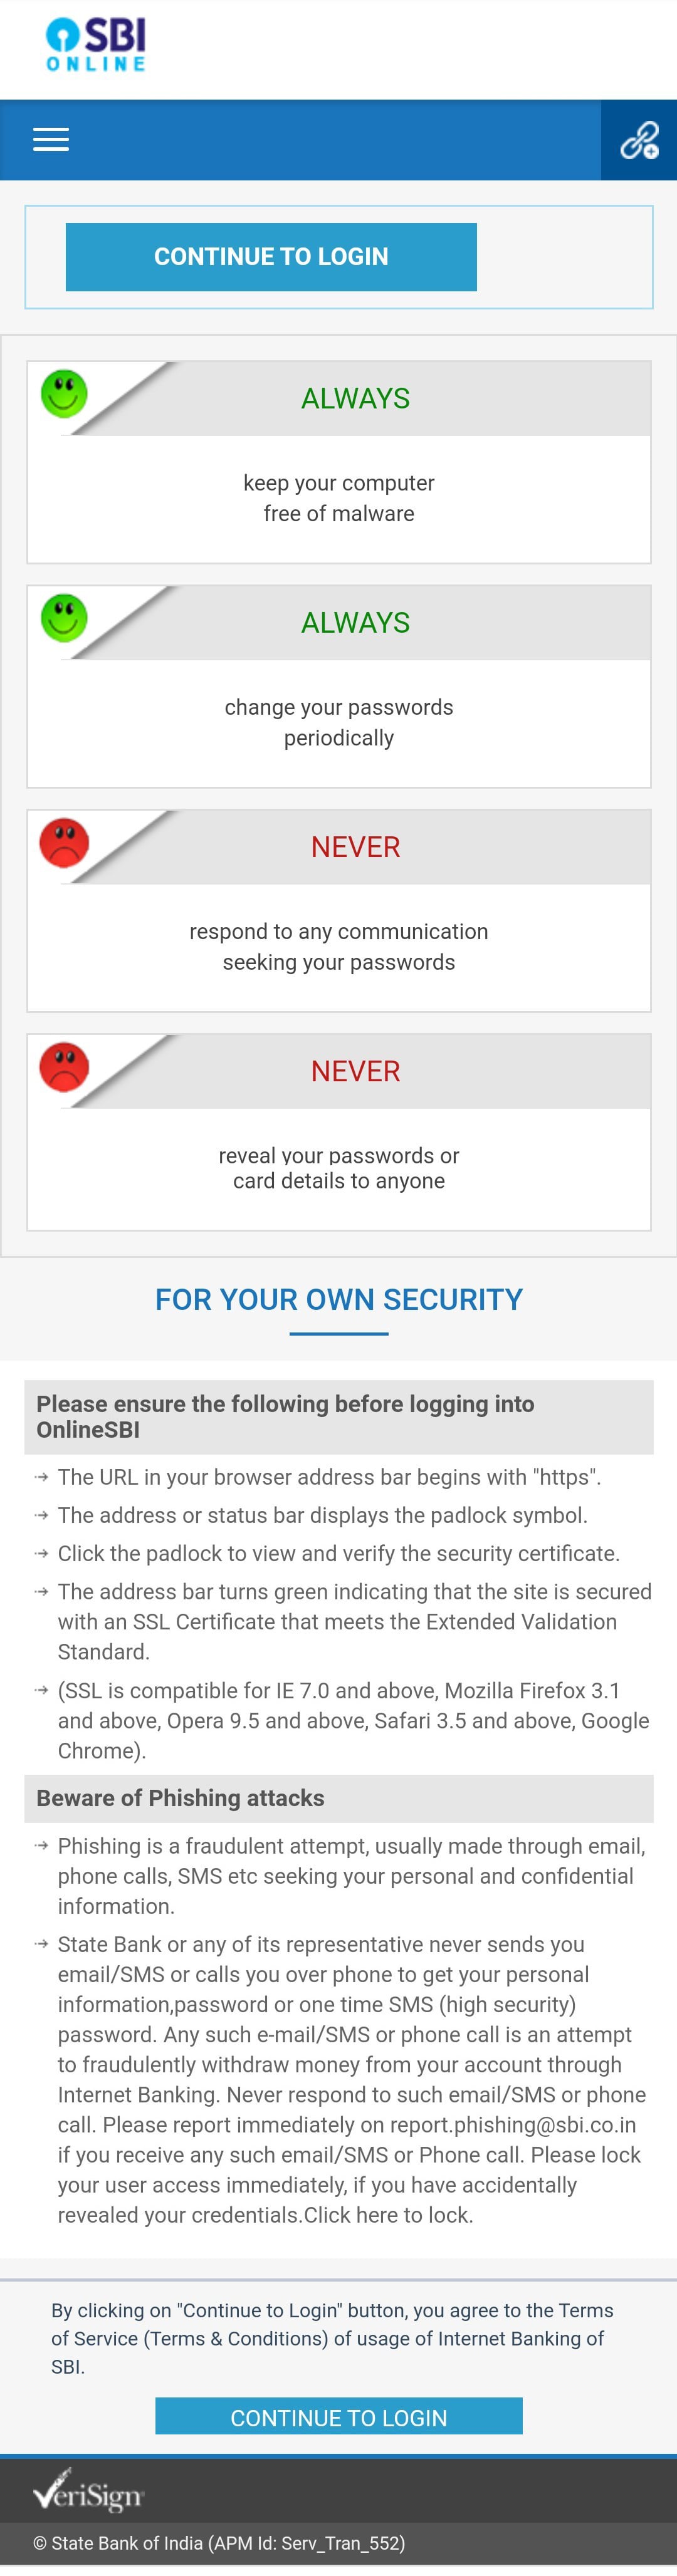 SBI
ONLINE
CONTINUE TO LOGIN
ALWAYS
keep your computer
free of malware
ALWAYS
change your passwords
periodically
NEVER
respond to any communication
seeking your passwords
NEVER
reveal your passwords or
card details to anyone
FOR YOUR OWN SECURITY
Please ensure the following before logging into
OnlineSBI
The URL in your browser address bar begins with "https".
The address or status bar displays the padlock symbol.
Click the padlock to view and verify the security certificate.
The address bar turns green indicating that the site is secured
with an SSL Certificate that meets the Extended Validation
Standard.
(SSL is compatible for IE 7.0 and above, Mozilla Firefox 3.1
and above, Opera 9.5 and above, Safari 3.5 and above, Google
Chrome).
Beware of Phishing attacks
Phishing is a fraudulent attempt, usually made through email,
phone calls, SMS etc seeking your personal and confidential
information.
State Bank or any of its representative never sends you
email/SMS or calls you over phone to get your personal
information,password or one time SMS (high security)
password. Any such e-mail/SMS or phone call is an attempt
to fraudulently withdraw money from your account through
Internet Banking. Never respond to such email/SMS or phone
call. Please report immediately on report.phishing@sbi.co.in
if you receive any such email/SMS or Phone call. Please lock
your user access immediately, if you have accidentally
revealed your credentials.Click here to lock.
By clicking on "Continue to Login" button, you agree to the Terms
of Service (Terms & Conditions) of usage of Internet Banking of
SBI.
CONTINUE TO LOGIN
VeriSign
© State Bank of India (APM Id: Serv_Tran_552)